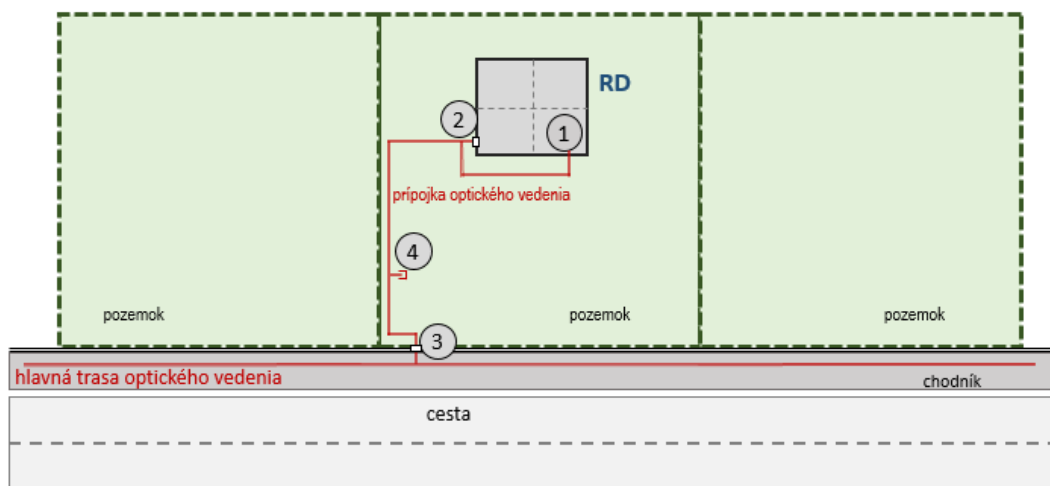 RD
2
1
prípojka optického vedenia
4
pozemok
pozemok
pozemok
3
hlavná trasa optického vedenia
chodník
cesta